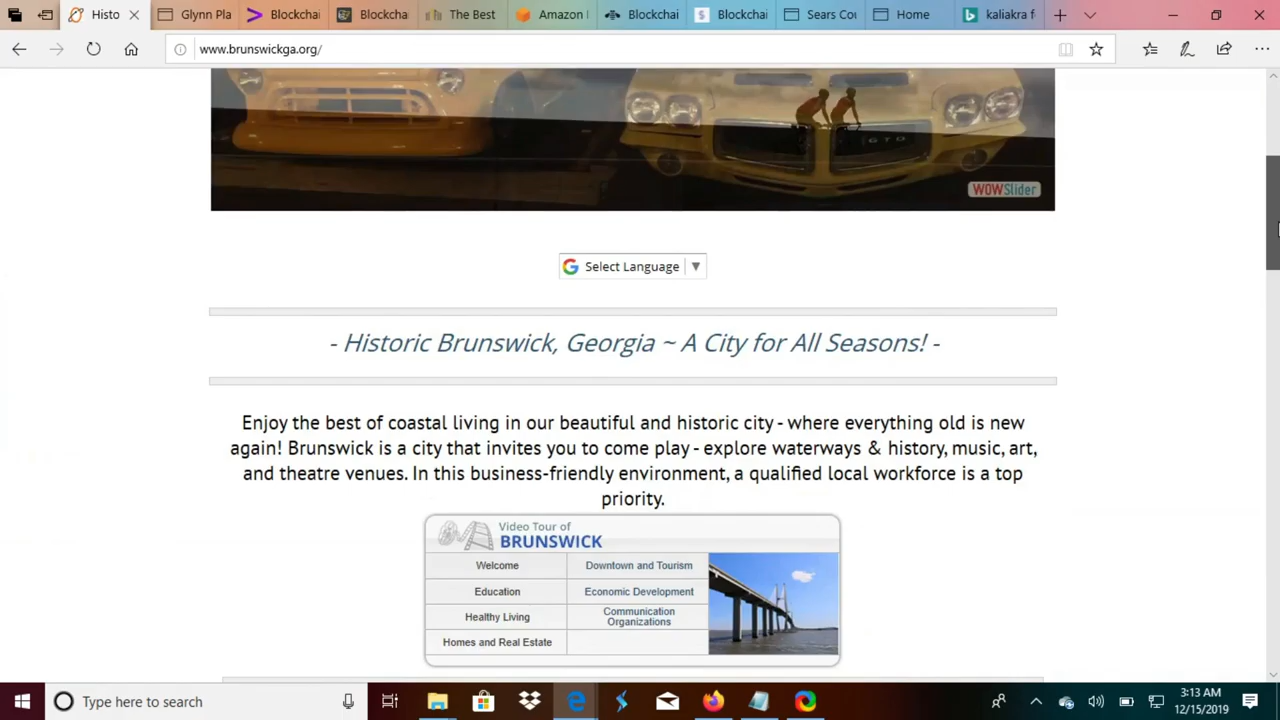 Histo
Glynn Pla
Blockchai
Blockcha
The Best
Amazon
Blockchai
Blockchai
Sears Cou
Home
kaliakra f
www.brunswickga.org/
GTO
WOWSlider
Select Language
- Historic Brunswick, Georgia ~ A City for All Seasons! -
Enjoy the best of coastal living in our beautiful and historic city - where everything old is new
again! Brunswick is a city that invites you to come play - explore waterways & history, music, art,
and theatre venues. In this business-friendly environment, a qualified local workforce is a top
priority.
Video Tour of
BRUNSWICK
Welcome
Downtown and Tourism
Education
Economic Development
Healthy Living
Communication
Organizations
Homes and Real Estate
Type here to search
3:13 AM
12/15/2019